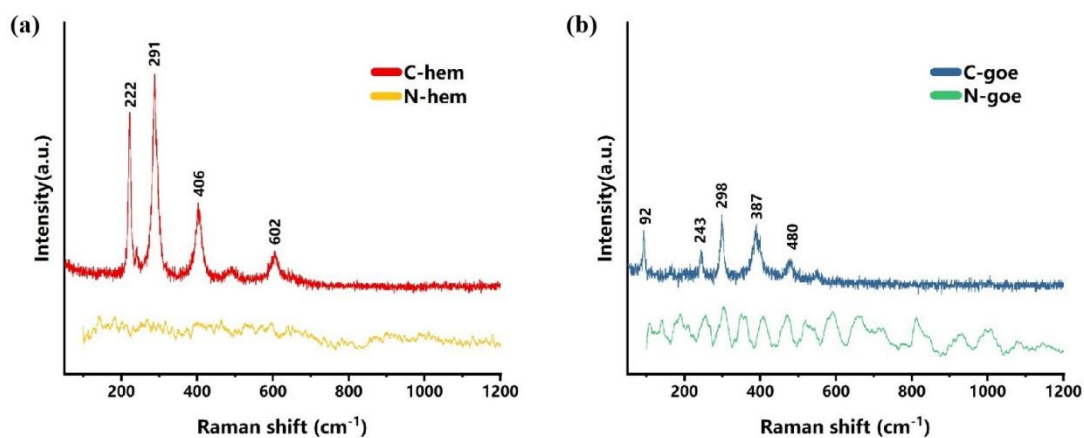 (a)
291
222
406
602
C-hem
N-hem
Intensity(a.u.)
200 400 600 800 1000 1200
Raman shift (cm⁻¹)
(b)
C-goe
N-goe
92
243
298
387
480
Intensity(a.u.)
200 400 600 800 1000 1200
Raman shift (cm⁻¹)